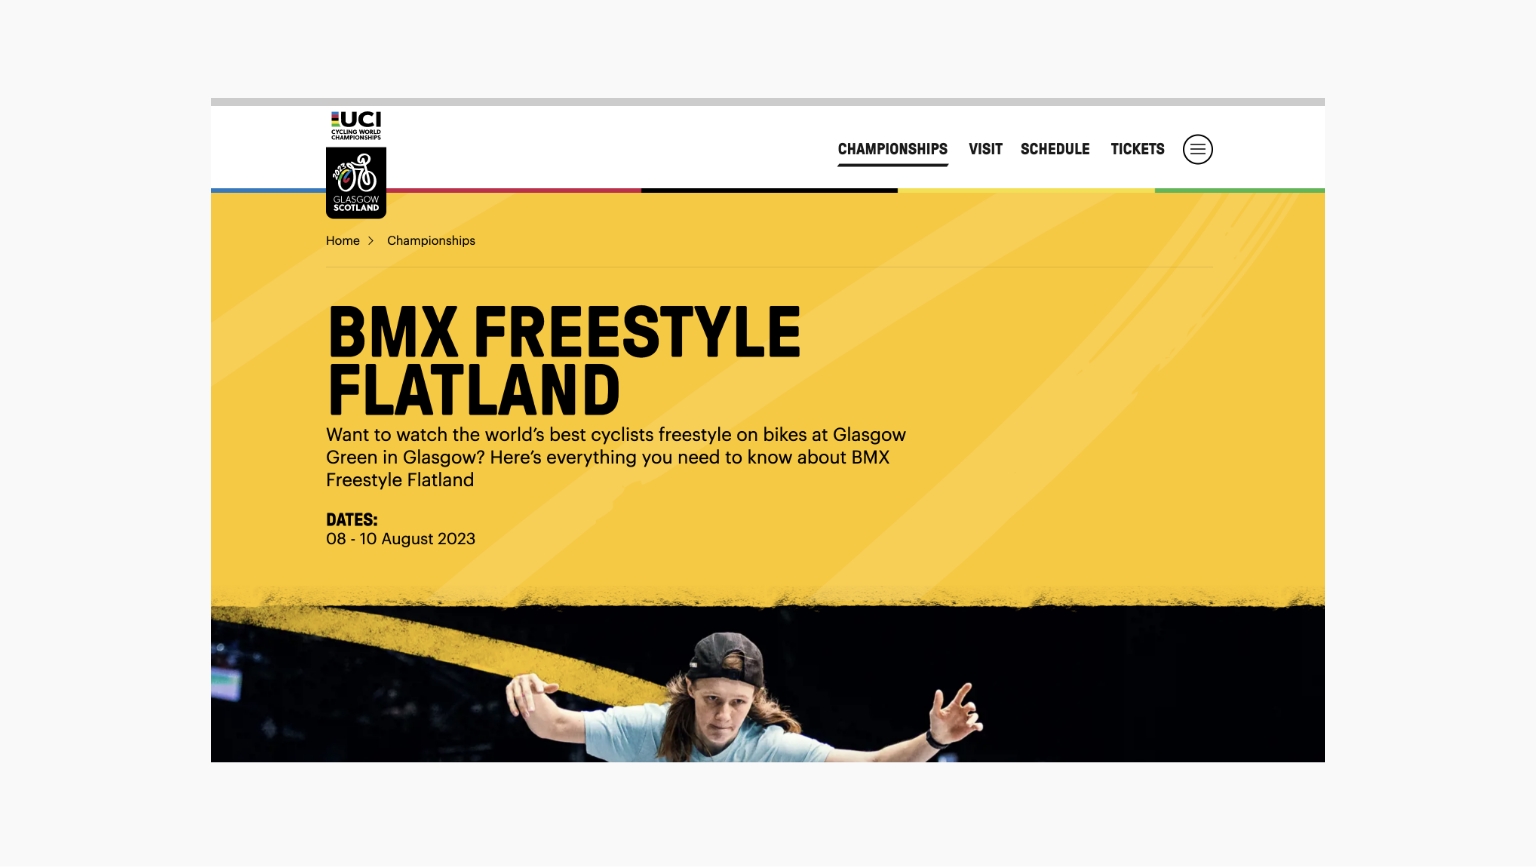 UCI
CYCLING WORLD
CHAMPIONSHIPS
2023
GLASGOW
SCOTLAND
CHAMPIONSHIPS VISIT SCHEDULE TICKETS
Home > Championships
BMX FREESTYLE
FLATLAND
Want to watch the world’s best cyclists freestyle on bikes at Glasgow
Green in Glasgow? Here’s everything you need to know about BMX
Freestyle Flatland
DATES:
08 - 10 August 2023